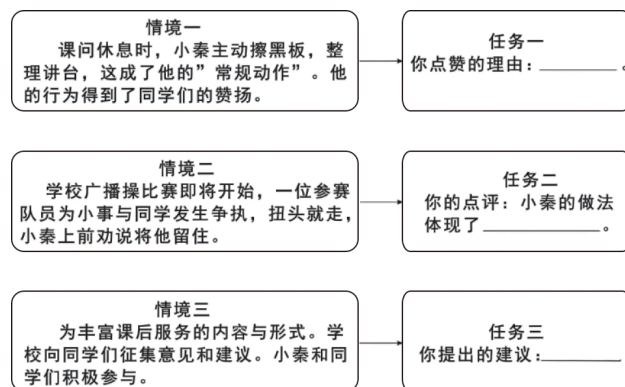 情境一
课问休息时，小秦主动擦黑板，整
理讲台，这成了他的”常规动作”。他
的行为得到了同学们的赞扬。
任务一
你点赞的理由：________。
情境二
学校广播操比赛即将开始，一位参赛
队员为小事与同学发生争执，扭头就走，
小秦上前劝说将他留住。
任务二
你的点评：小秦的做法
体现了____________。
情境三
为丰富课后服务的内容与形式。学
校向同学们征集意见和建议。小秦和同
学们积极参与。
任务三
你提出的建议：________